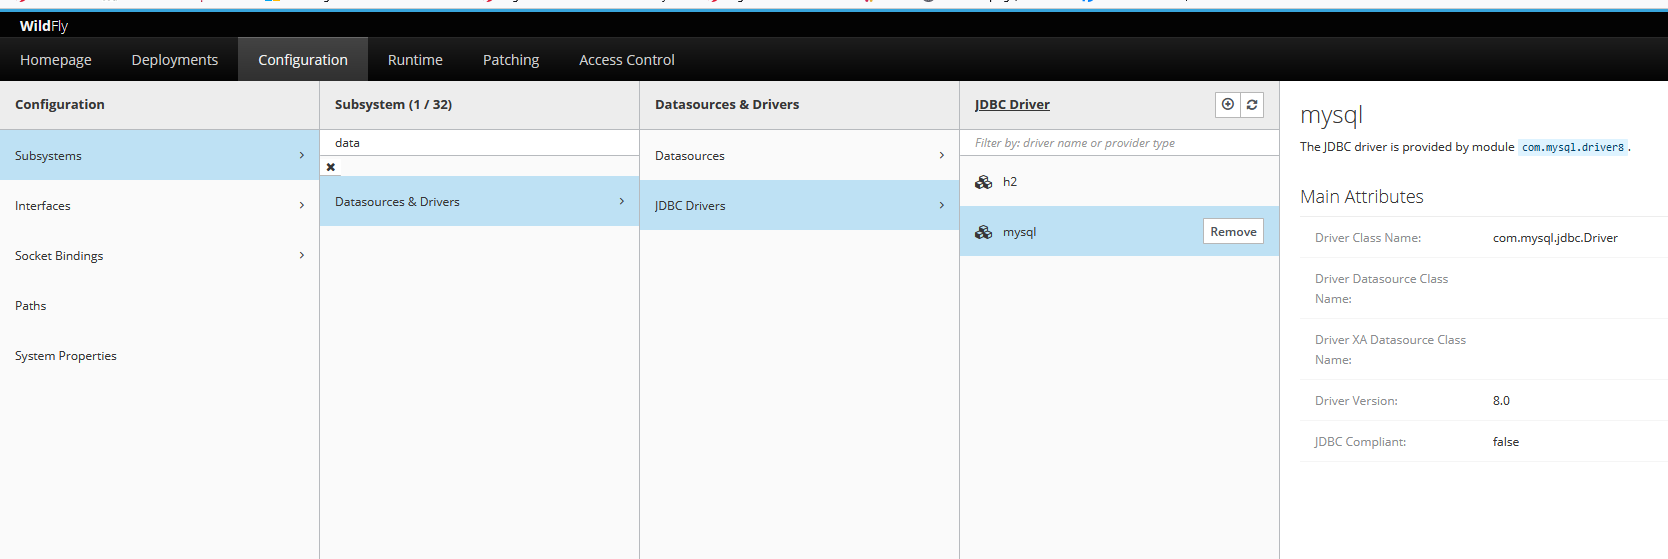 WildFly
Homepage Deployments Configuration Runtime Patching Access Control
Configuration
Subsystems
Interfaces
Socket Bindings
Paths
System Properties
Subsystem (1 / 32)
data
Datasources & Drivers
Datasources & Drivers
Datasources
JDBC Drivers
JDBC Driver
Filter by: driver name or provider type
h2
mysql Remove
mysql
The JDBC driver is provided by module com.mysql.driver8.
Main Attributes
Driver Class Name: com.mysql.jdbc.Driver
Driver Datasource Class
Name:
Driver XA Datasource Class
Name:
Driver Version: 8.0
JDBC Compliant: false